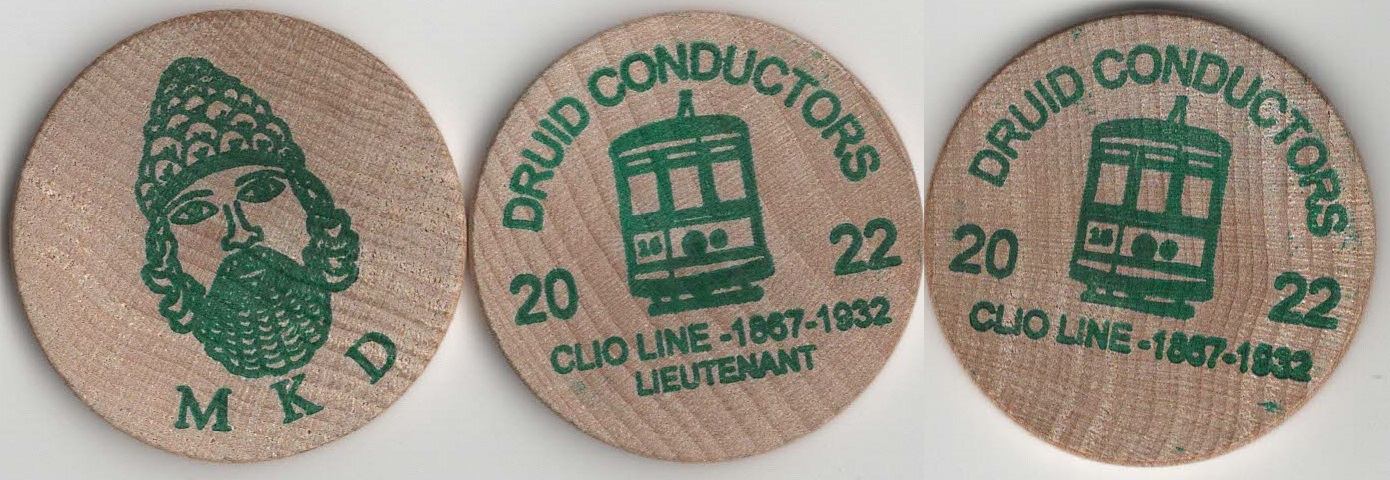 M K D
DRUID CONDUCTORS
16
20 22
CLIO LINE -1867-1932
LIEUTENANT
DRUID CONDUCTORS
16
20 22
CLIO LINE -1867-1932